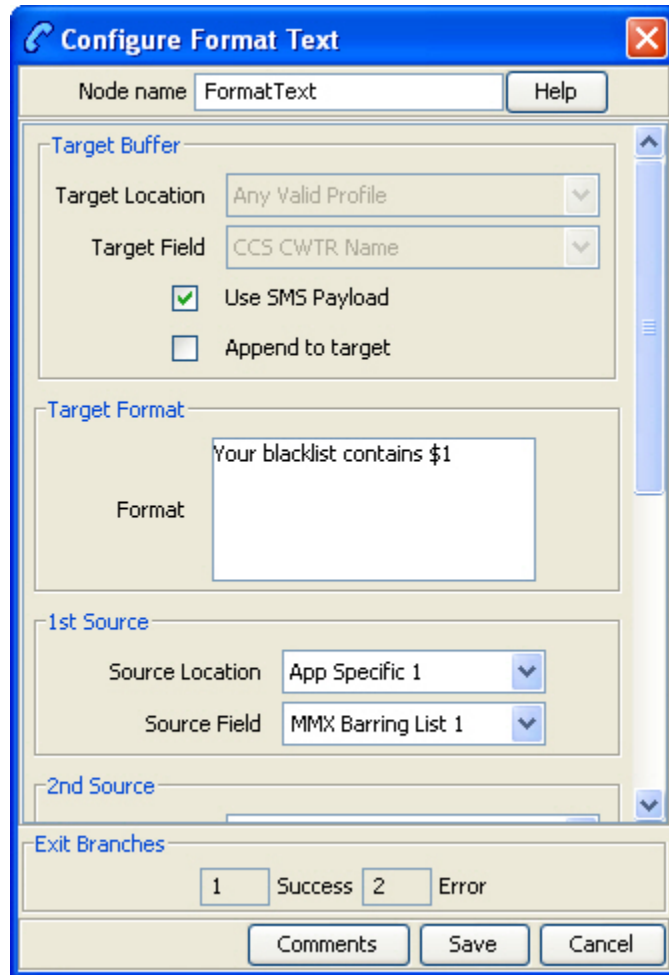 Configure Format Text
Node name FormatText Help
Target Buffer
Target Location Any Valid Profile
Target Field CCS CWTR Name
Use SMS Payload
Append to target
Target Format
Your blacklist contains $1
Format
1st Source
Source Location App Specific 1
Source Field MMX Barring List 1
2nd Source
Exit Branches
1 Success 2 Error
Comments Save Cancel